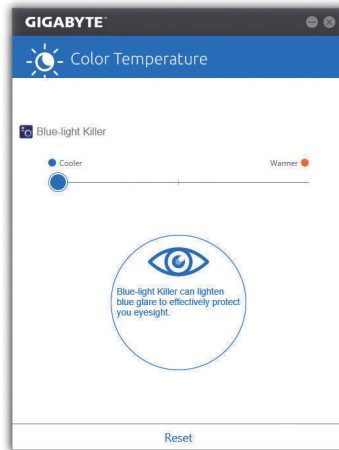 GIGABYTE™
Color Temperature
Blue-light Killer
Cooler
Warmer
Blue-light Killer can lighten
blue glare to effectively protect
you eyesight.
Reset